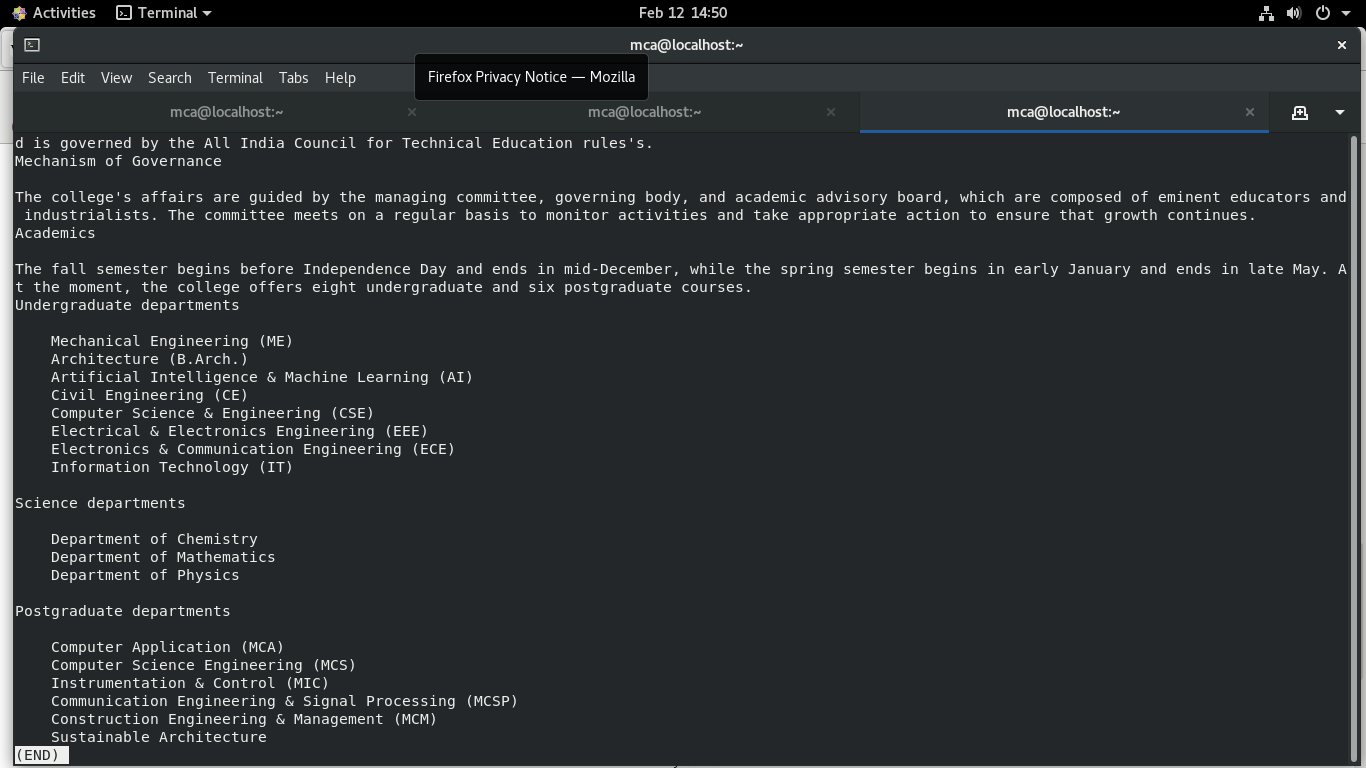 Activities Terminal Feb 12 14:50
mca@localhost:~
File Edit View Search Terminal Tabs Help
Firefox Privacy Notice — Mozilla
mca@localhost:~ mca@localhost:~ mca@localhost:~
d is governed by the All India Council for Technical Education rules's.
Mechanism of Governance
The college's affairs are guided by the managing committee, governing body, and academic advisory board, which are composed of eminent educators and
industrialists. The committee meets on a regular basis to monitor activities and take appropriate action to ensure that growth continues.
Academics
The fall semester begins before Independence Day and ends in mid-December, while the spring semester begins in early January and ends in late May. A
t the moment, the college offers eight undergraduate and six postgraduate courses.
Undergraduate departments
Mechanical Engineering (ME)
Architecture (B.Arch.)
Artificial Intelligence & Machine Learning (AI)
Civil Engineering (CE)
Computer Science & Engineering (CSE)
Electrical & Electronics Engineering (EEE)
Electronics & Communication Engineering (ECE)
Information Technology (IT)
Science departments
Department of Chemistry
Department of Mathematics
Department of Physics
Postgraduate departments
Computer Application (MCA)
Computer Science Engineering (MCS)
Instrumentation & Control (MIC)
Communication Engineering & Signal Processing (MCSP)
Construction Engineering & Management (MCM)
Sustainable Architecture
(END)